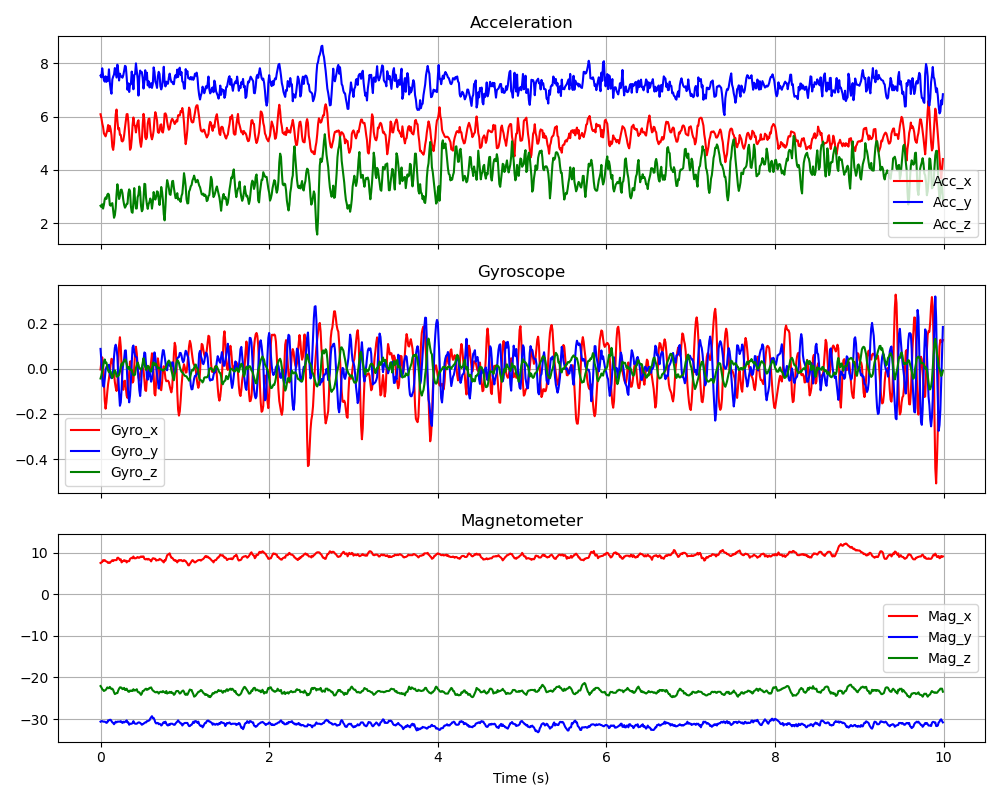 Acceleration
8
6
4
2
Acc_x
Acc_y
Acc_z
Gyroscope
0.2
0.0
−0.2
−0.4
Gyro_x
Gyro_y
Gyro_z
Magnetometer
10
0
−10
−20
−30
Mag_x
Mag_y
Mag_z
0 2 4 6 8 10
Time (s)